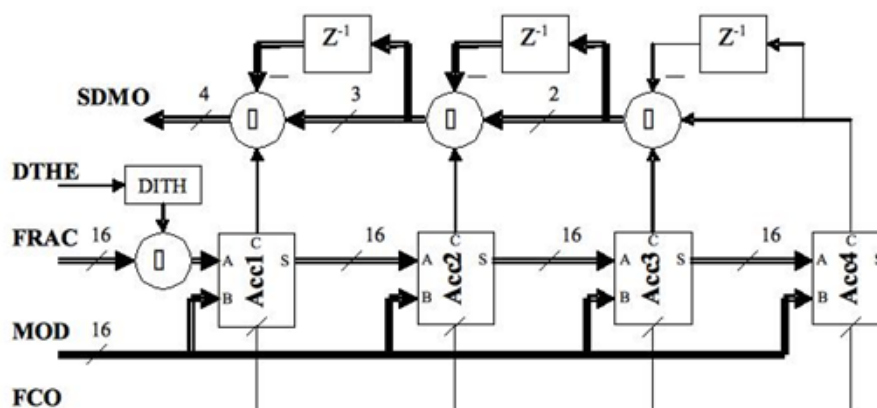 Z⁻¹ Z⁻¹ Z⁻¹
SDMO 4 3 2
DTHE DITH
FRAC 16 16 16 16
A B C S Acc1
A B C S Acc2
A B C S Acc3
A B C S Acc4
MOD 16
FCO